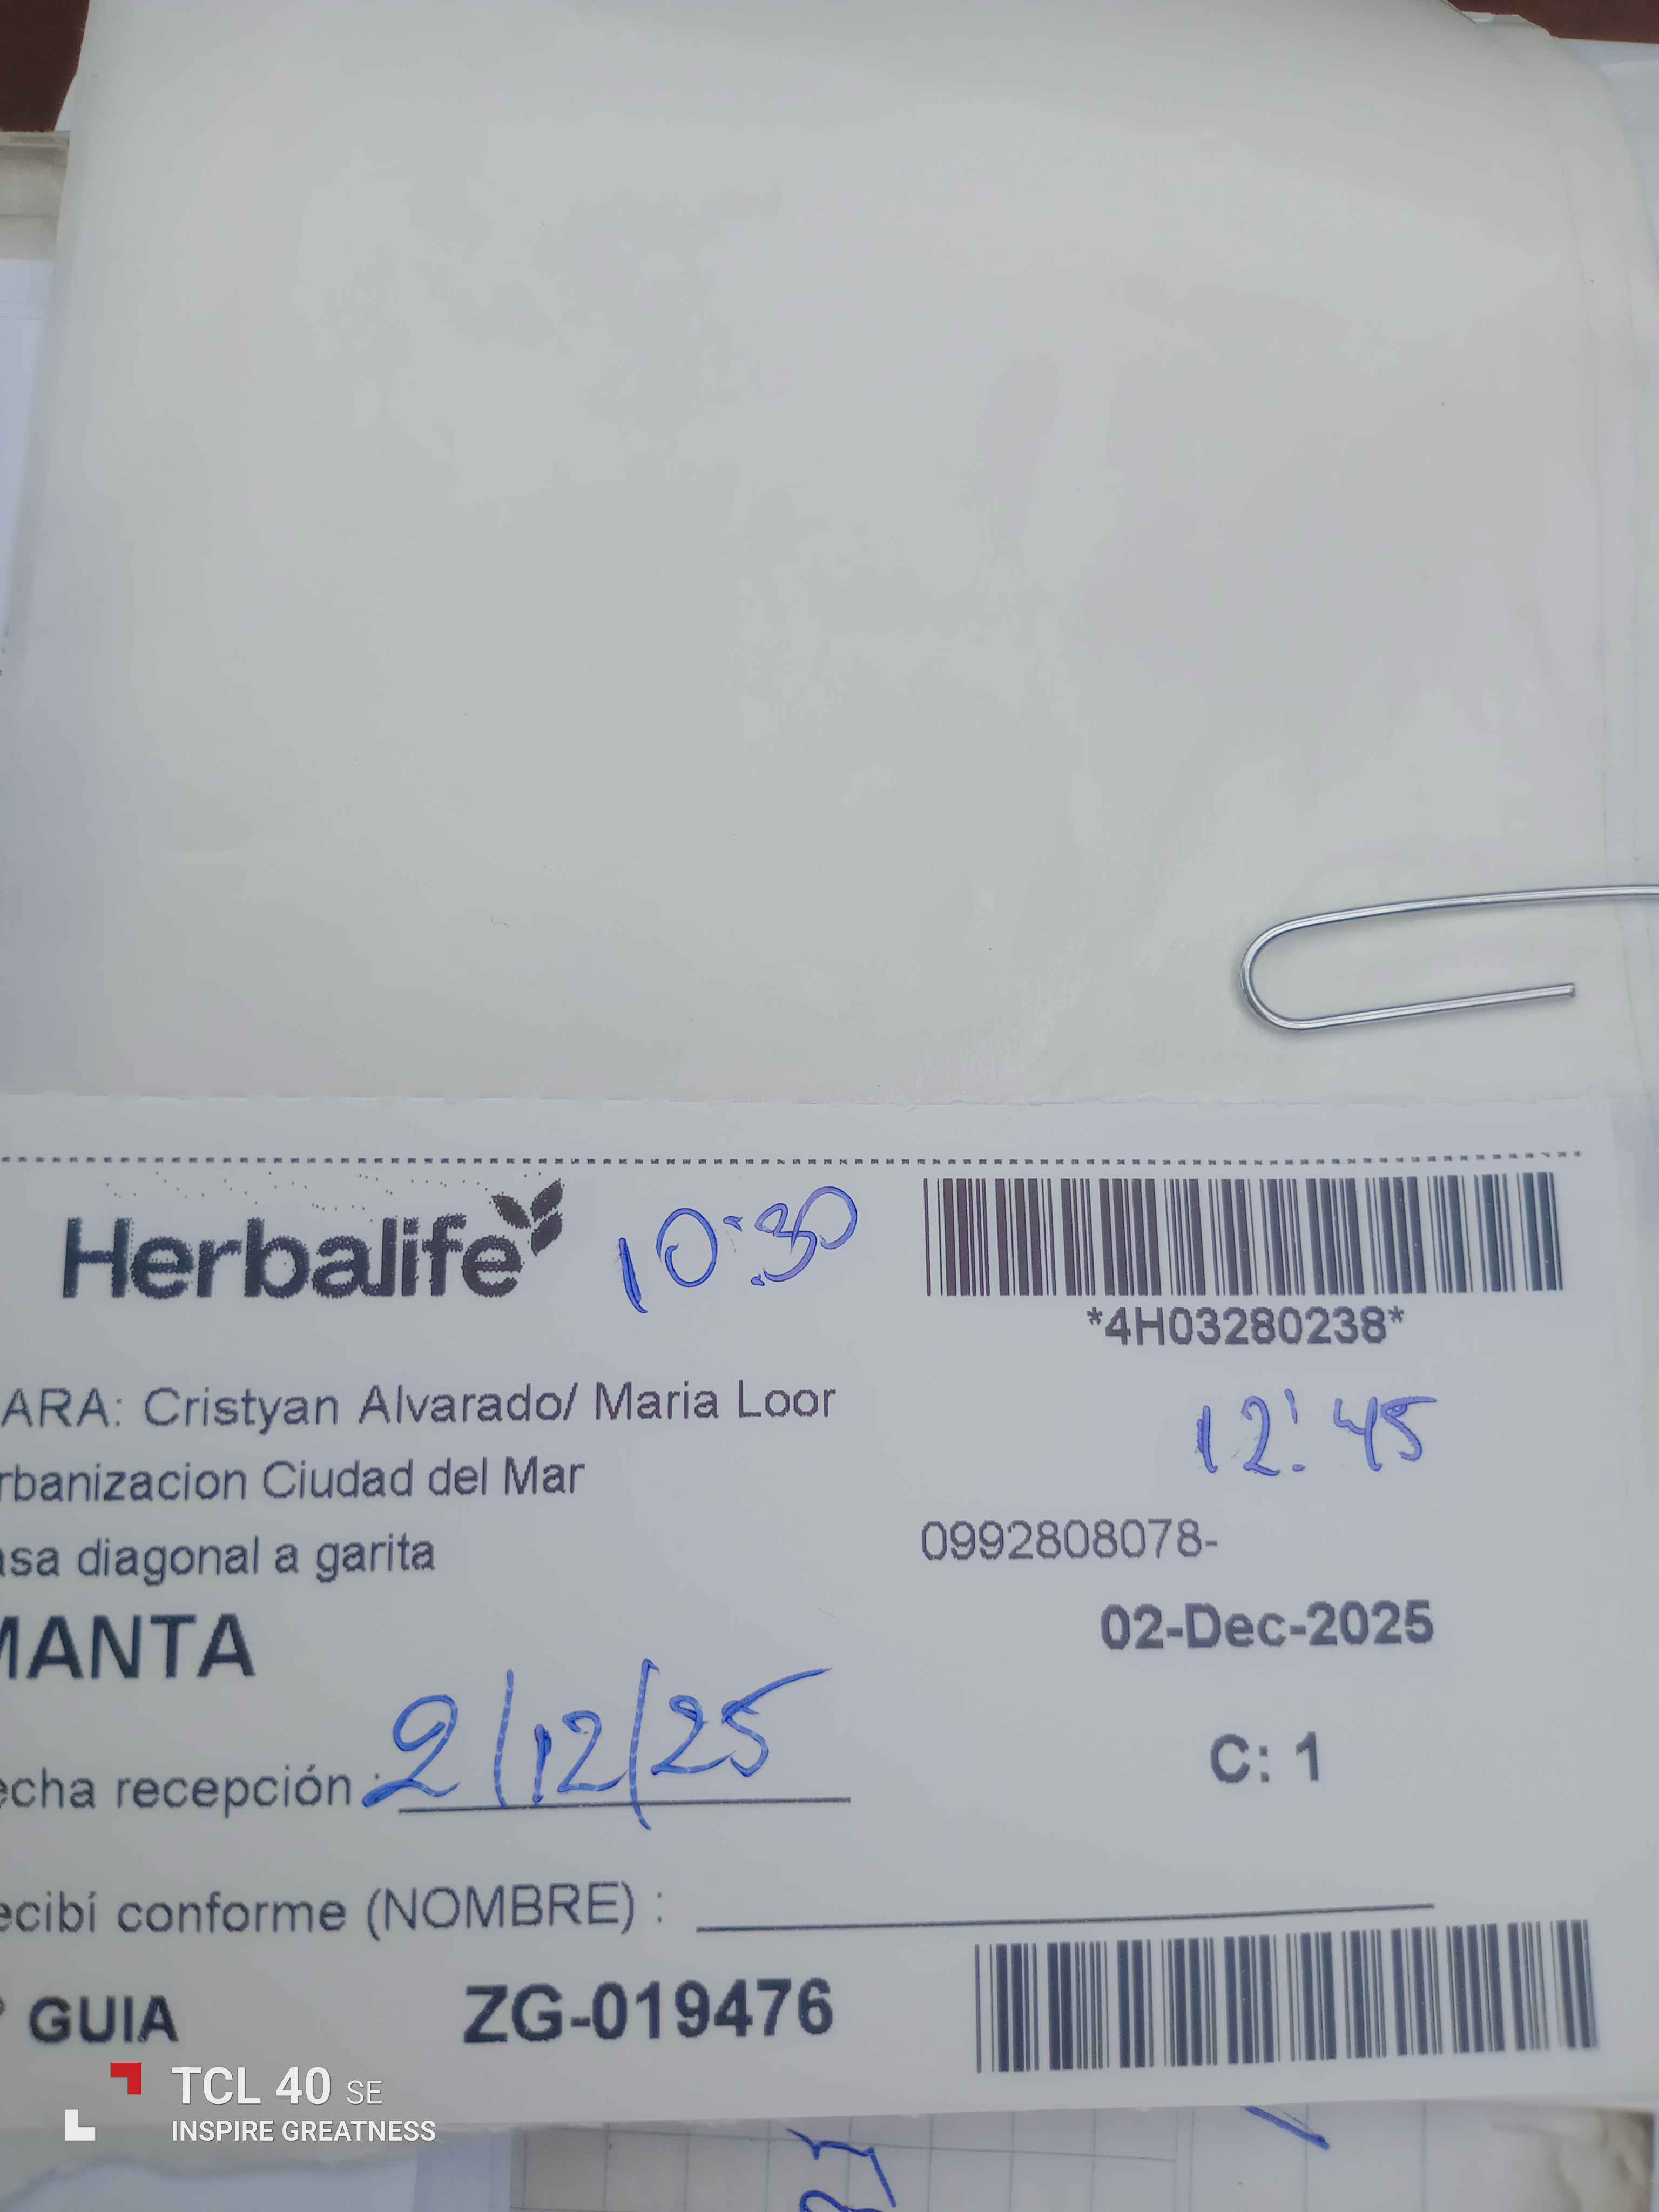 Herbalife 10:30
*4H03280238*
ARA: Cristyan Alvarado/ Maria Loor
12:45
rbanizacion Ciudad del Mar
asa diagonal a garita
0992808078-
MANTA
02-Dec-2025
echa recepción : 2/12/25
C: 1
ecibí conforme (NOMBRE) :
GUIA ZG-019476
TCL 40 SE
INSPIRE GREATNESS